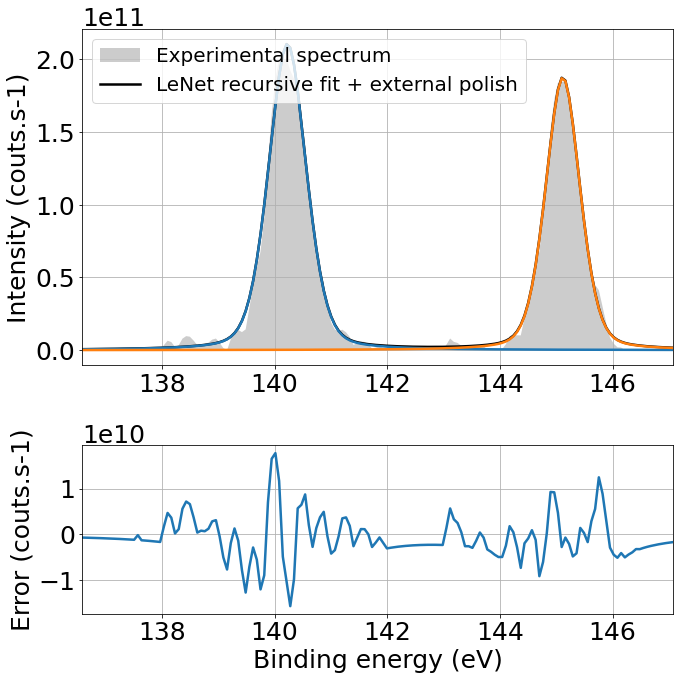 1e11
Experimental spectrum
LeNet recursive fit + external polish
Intensity (couts.s-1)
2.0
1.5
1.0
0.5
0.0
138 140 142 144 146
1e10
Error (couts.s-1)
1
0
−1
138 140 142 144 146
Binding energy (eV)